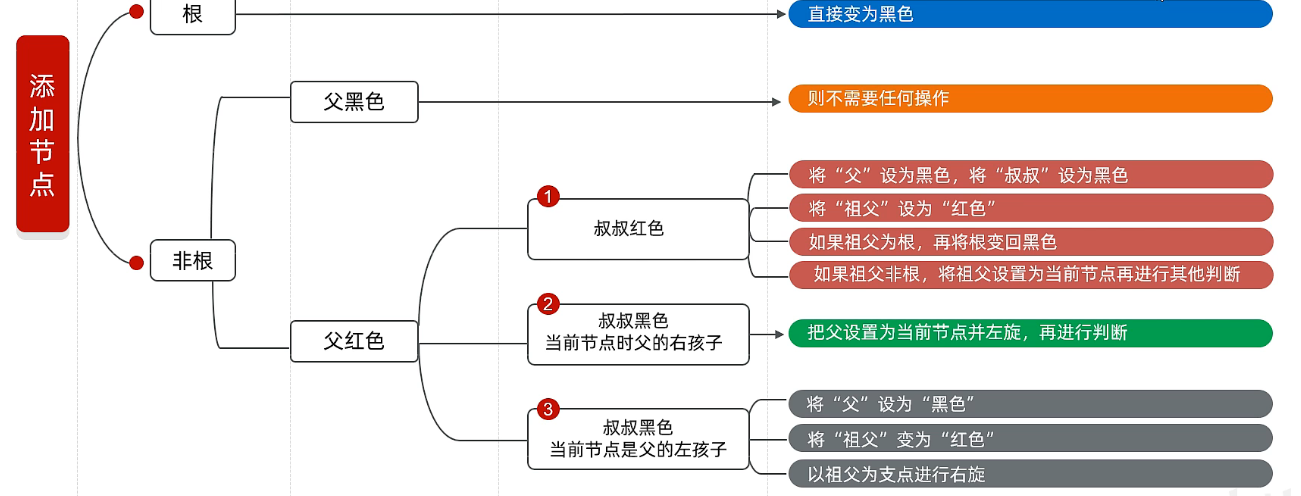 添加节点
根
直接变为黑色
非根
父黑色
则不需要任何操作
父红色
1
叔叔红色
将“父”设为黑色，将“叔叔”设为黑色
将“祖父”设为“红色”
如果祖父为根，再将根变回黑色
如果祖父非根，将祖父设置为当前节点再进行其他判断
2
叔叔黑色
当前节点时父的右孩子
把父设置为当前节点并左旋，再进行判断
3
叔叔黑色
当前节点是父的左孩子
将“父”设为“黑色”
将“祖父”变为“红色“
以祖父为支点进行右旋